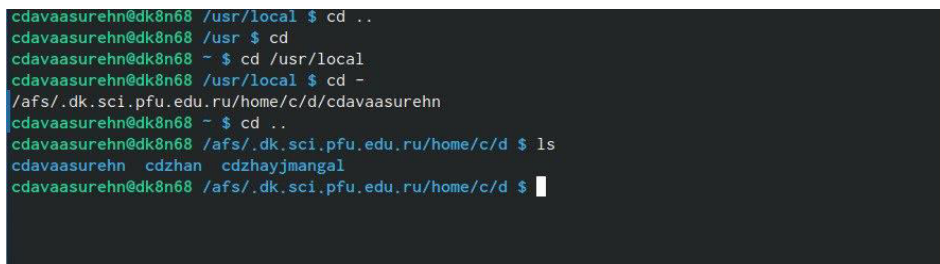 cdavaasurehn@dk8n68 /usr/local $ cd ..
cdavaasurehn@dk8n68 /usr $ cd
cdavaasurehn@dk8n68 ~ $ cd /usr/local
cdavaasurehn@dk8n68 /usr/local $ cd -
/afs/.dk.sci.pfu.edu.ru/home/c/d/cdavaasurehn
cdavaasurehn@dk8n68 ~ $ cd ..
cdavaasurehn@dk8n68 /afs/.dk.sci.pfu.edu.ru/home/c/d $ ls
cdavaasurehn cdzhan cdzhayjmangal
cdavaasurehn@dk8n68 /afs/.dk.sci.pfu.edu.ru/home/c/d $